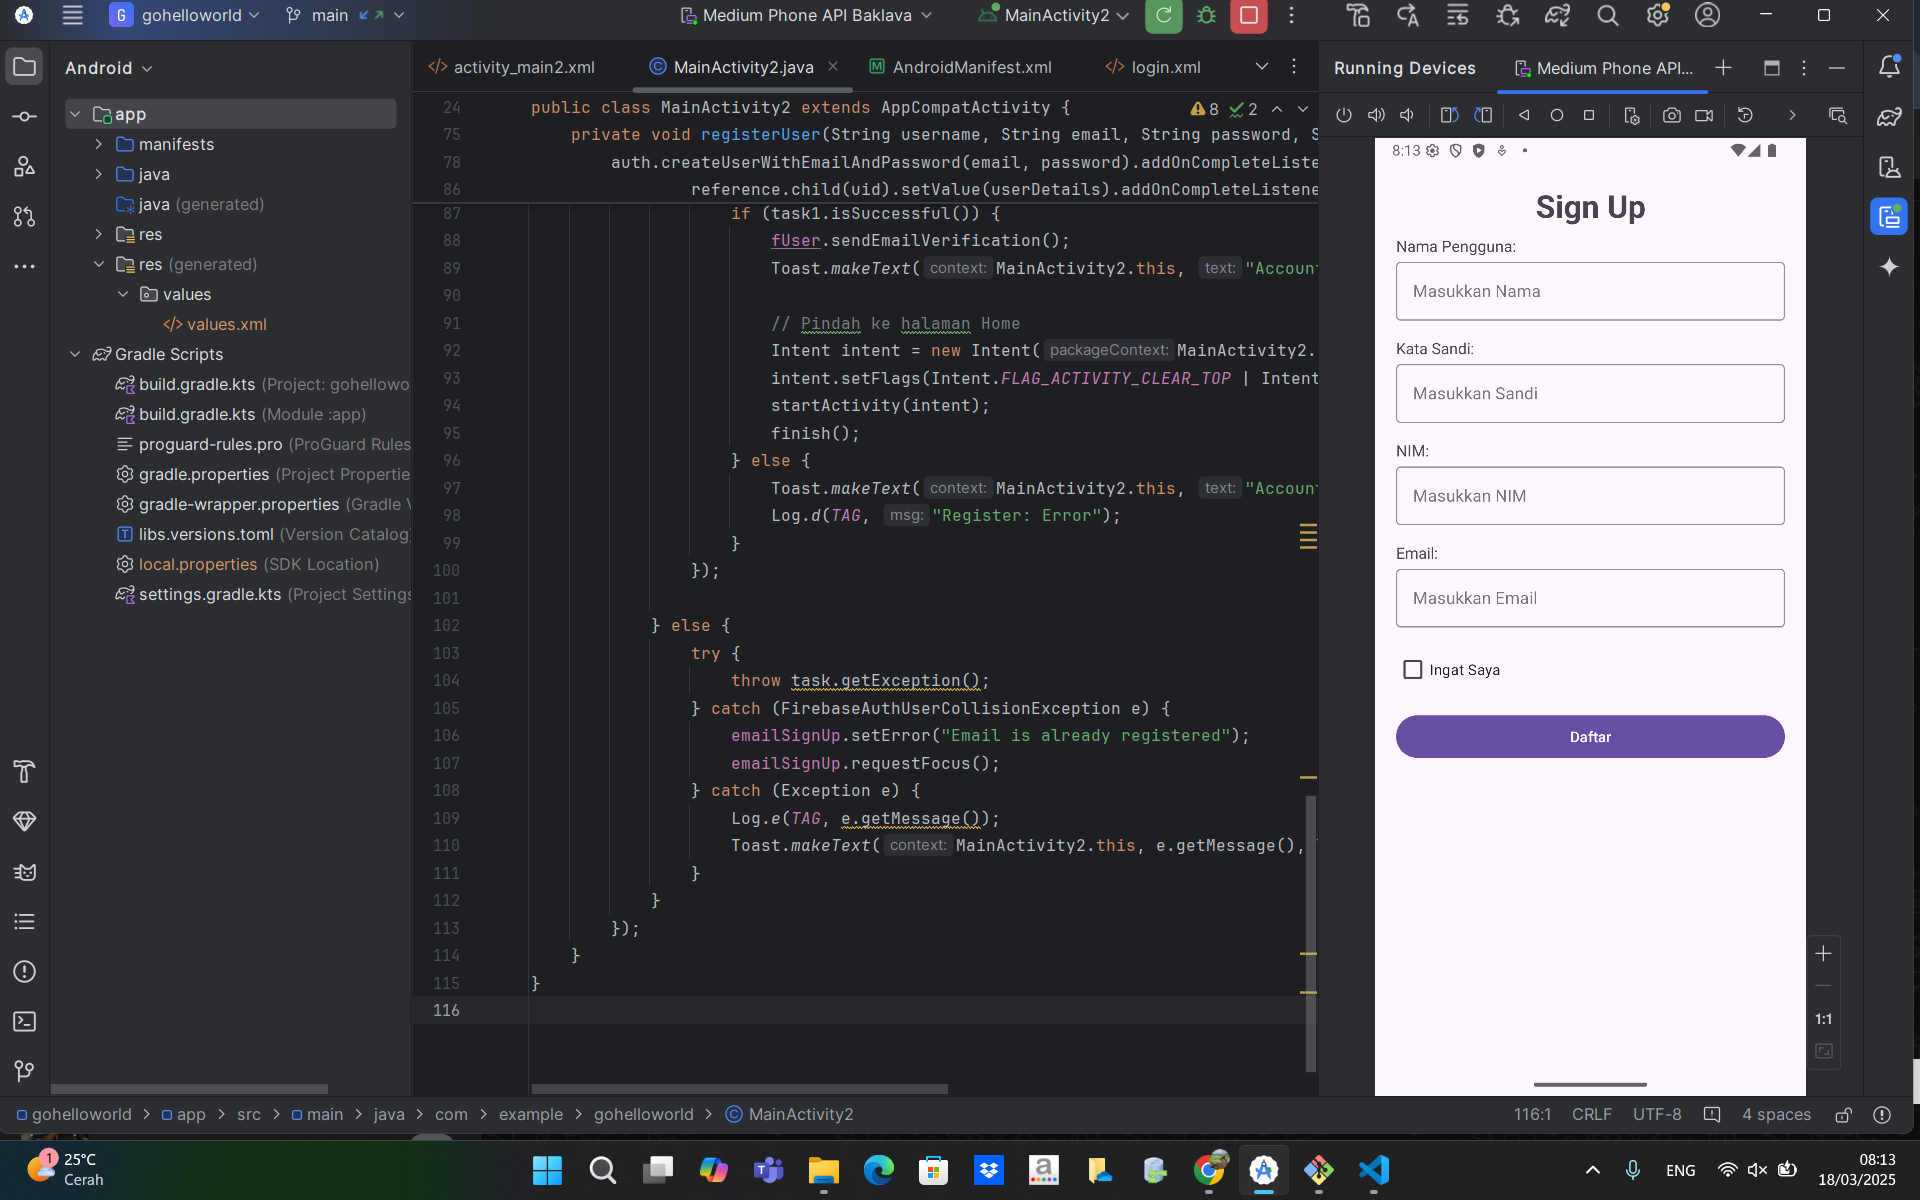 G gohelloworld main
Medium Phone API Baklava MainActivity2
Android
app
manifests
java
java (generated)
res
res (generated)
values
values.xml
Gradle Scripts
build.gradle.kts (Project: gohellowo
build.gradle.kts (Module :app)
proguard-rules.pro (ProGuard Rules
gradle.properties (Project Propertie
gradle-wrapper.properties (Gradle V
libs.versions.toml (Version Catalog)
local.properties (SDK Location)
settings.gradle.kts (Project Settings
activity_main2.xml MainActivity2.java AndroidManifest.xml login.xml
24 public class MainActivity2 extends AppCompatActivity { 8 2
75 private void registerUser(String username, String email, String password, S
78 auth.createUserWithEmailAndPassword(email, password).addOnCompleteListe
86 reference.child(uid).setValue(userDetails).addOnCompleteListene
87 if (task1.isSuccessful()) {
88 fUser.sendEmailVerification();
89 Toast.makeText( context: MainActivity2.this, text: "Accoun
90
91 // Pindah ke halaman Home
92 Intent intent = new Intent( packageContext: MainActivity2.
93 intent.setFlags(Intent.FLAG_ACTIVITY_CLEAR_TOP | Intent
94 startActivity(intent);
95 finish();
96 } else {
97 Toast.makeText( context: MainActivity2.this, text: "Accoun
98 Log.d(TAG, msg: "Register: Error");
99 }
100 });
101
102 } else {
103 try {
104 throw task.getException();
105 } catch (FirebaseAuthUserCollisionException e) {
106 emailSignUp.setError("Email is already registered");
107 emailSignUp.requestFocus();
108 } catch (Exception e) {
109 Log.e(TAG, e.getMessage());
110 Toast.makeText( context: MainActivity2.this, e.getMessage(),
111 }
112 }
113 });
114 }
115 }
116
Running Devices Medium Phone API...
8:13
Sign Up
Nama Pengguna:
Masukkan Nama
Kata Sandi:
Masukkan Sandi
NIM:
Masukkan NIM
Email:
Masukkan Email
Ingat Saya
Daftar
1:1
gohelloworld > app > src > main > java > com > example > gohelloworld > MainActivity2
116:1 CRLF UTF-8 4 spaces
1
25°C
Cerah
ENG
08:13
18/03/2025